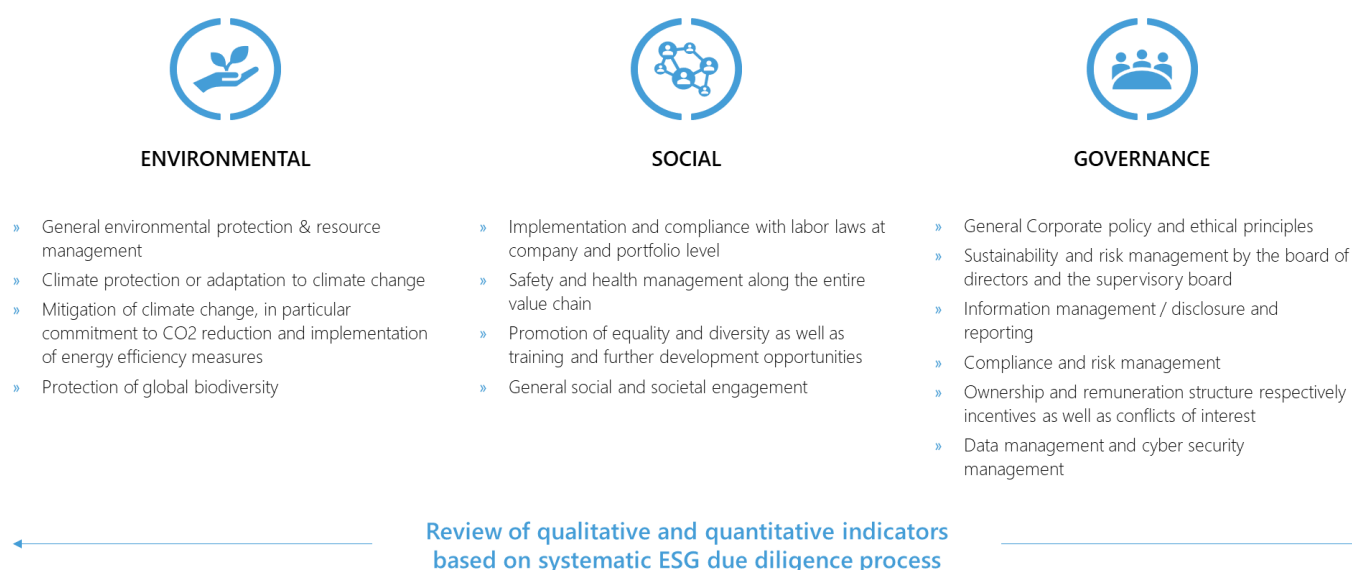 ENVIRONMENTAL
» General environmental protection & resource
management
» Climate protection or adaptation to climate change
» Mitigation of climate change, in particular
commitment to CO2 reduction and implementation
of energy efficiency measures
» Protection of global biodiversity
SOCIAL
» Implementation and compliance with labor laws at
company and portfolio level
» Safety and health management along the entire
value chain
» Promotion of equality and diversity as well as
training and further development opportunities
» General social and societal engagement
GOVERNANCE
» General Corporate policy and ethical principles
» Sustainability and risk management by the board of
directors and the supervisory board
» Information management / disclosure and
reporting
» Compliance and risk management
» Ownership and remuneration structure respectively
incentives as well as conflicts of interest
» Data management and cyber security
management
Review of qualitative and quantitative indicators
based on systematic ESG due diligence process